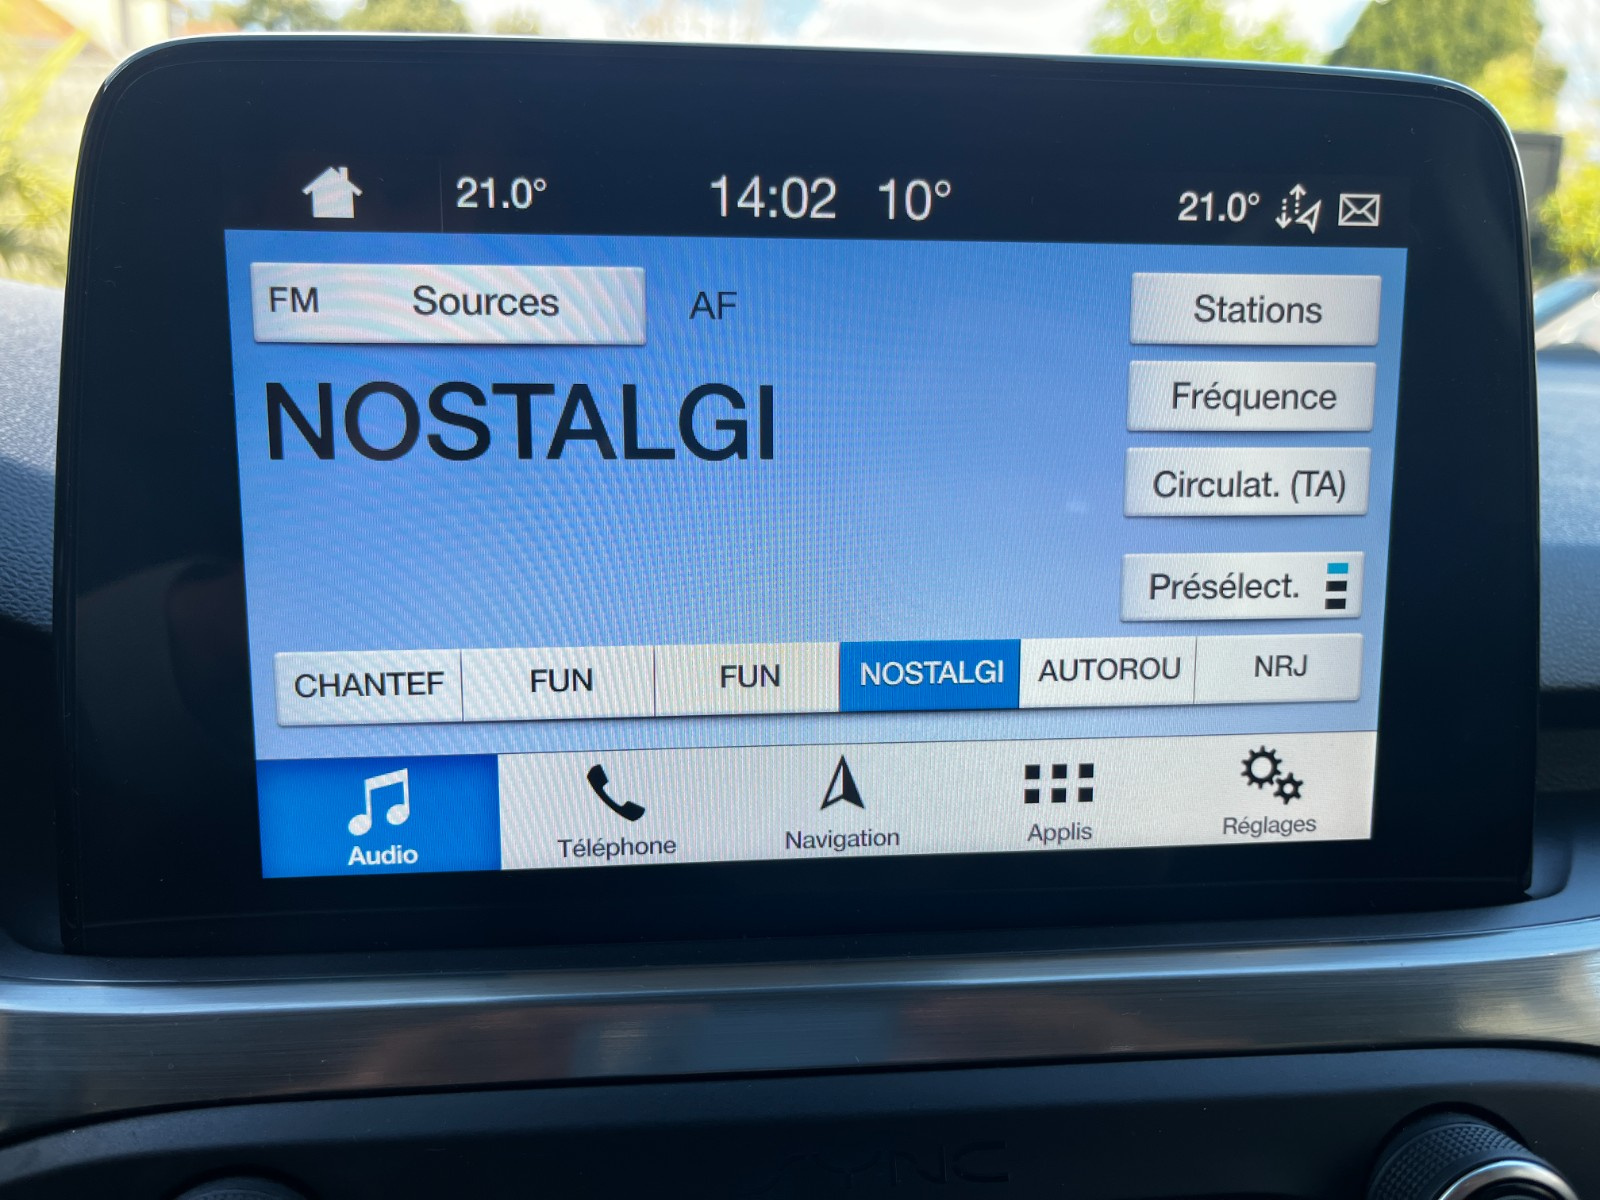 21.0° 14:02 10° 21.0°
FM Sources AF Stations
NOSTALGI
Fréquence
Circulat. (TA)
Présélect.
CHANTEF FUN FUN NOSTALGI AUTOROU NRJ
Audio Téléphone Navigation Applis Réglages
SYNC